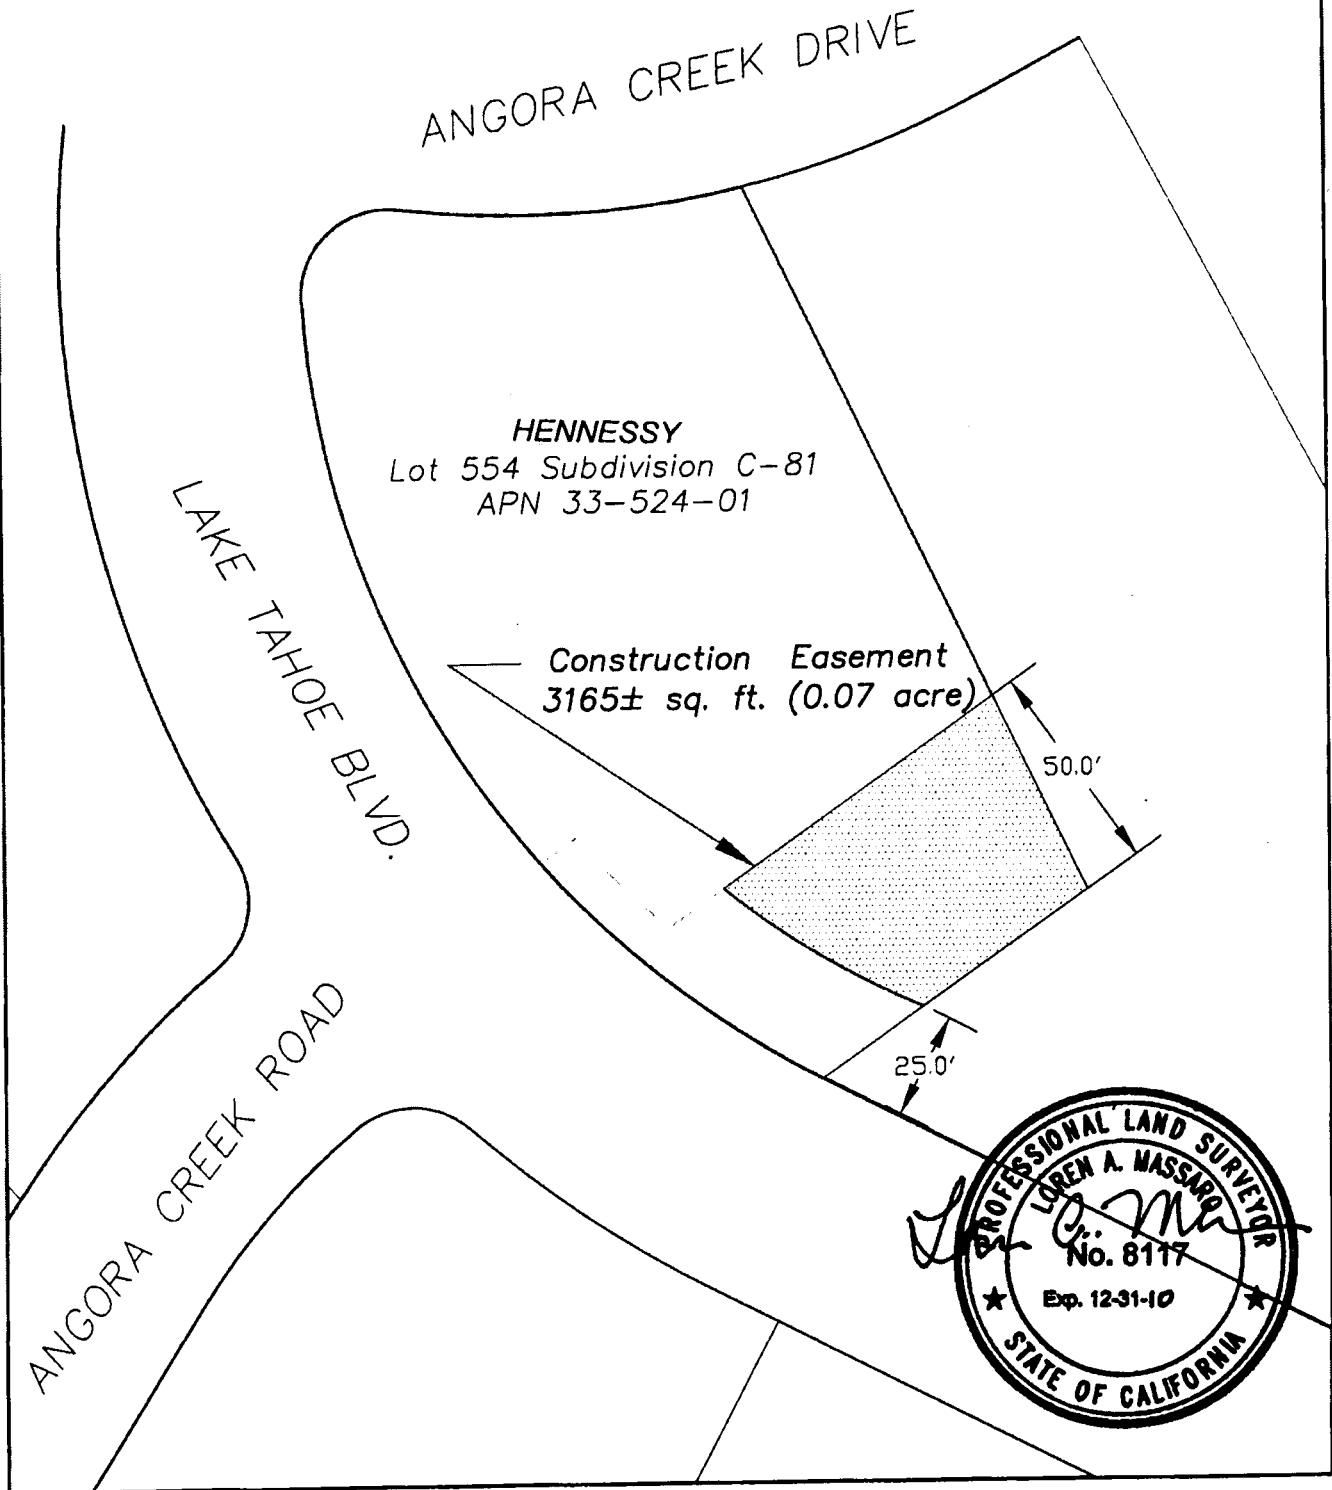 ANGORA CREEK DRIVE
HENNESSY
Lot 554 Subdivision C-81
APN 33-524-01
LAKE TAHOE BLVD.
Construction Easement
3165± sq. ft. (0.07 acre)
50.0'
25.0'
ANGORA CREEK ROAD
PROFESSIONAL LAND SURVEYOR
LOREN A. MASSARO
No. 8117
Exp. 12-31-10
STATE OF CALIFORNIA